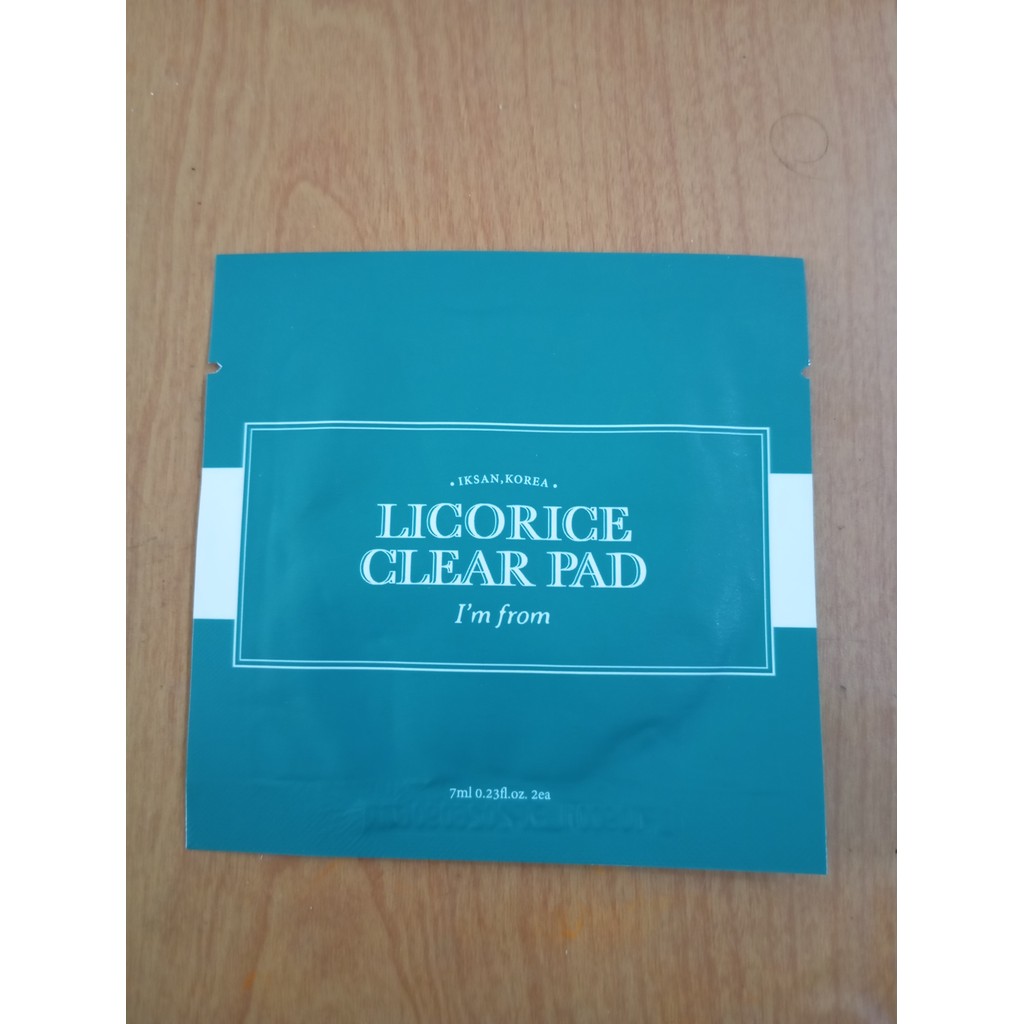 • IKSAN, KOREA •
LICORICE
CLEAR PAD
I'm from
7ml 0.23fl.oz. 2ea